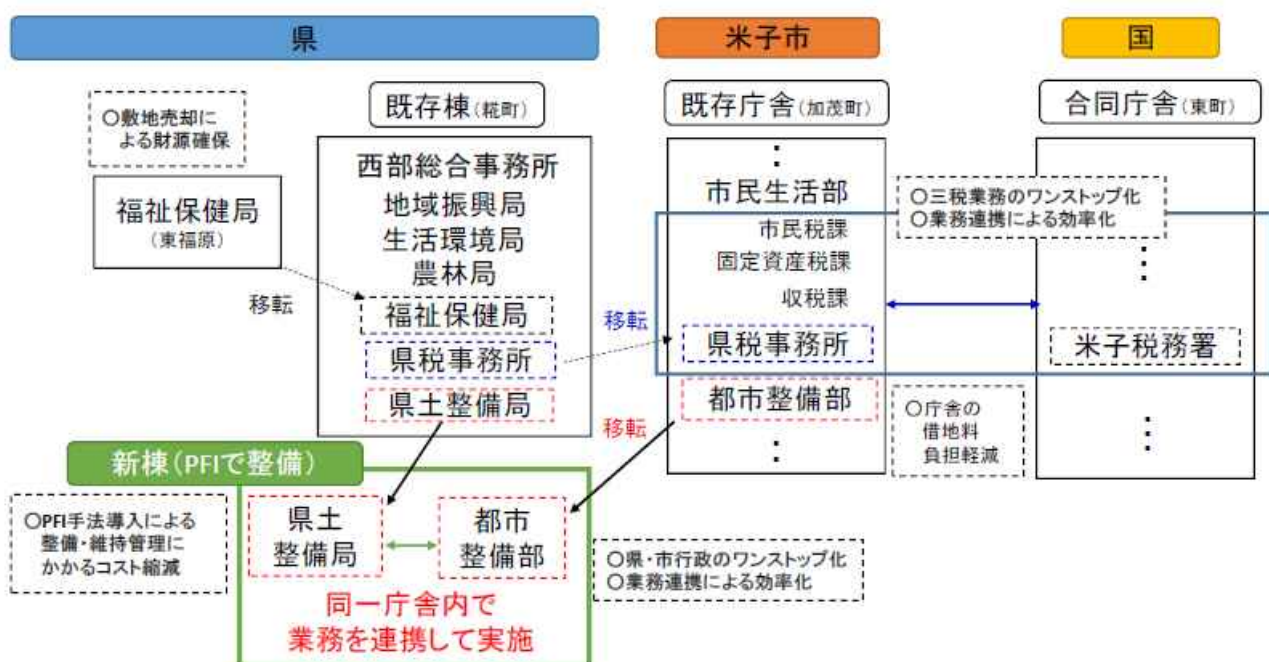 県
米子市
国
既存棟(糀町)
既存庁舎(加茂町)
合同庁舎(東町)
○敷地売却に
よる財源確保
福祉保健局
(東福原)
移転
西部総合事務所
地域振興局
生活環境局
農林局
福祉保健局
県税事務所
県土整備局
移転
市民生活部
市民税課
固定資産税課
収税課
県税事務所
都市整備部
○三税業務のワンストップ化
○業務連携による効率化
米子税務署
移転
○庁舎の
借地料
負担軽減
新棟(PFIで整備)
○PFI手法導入による
整備・維持管理に
かかるコスト縮減
県土
整備局
都市
整備部
同一庁舎内で
業務を連携して実施
○県・市行政のワンストップ化
○業務連携による効率化